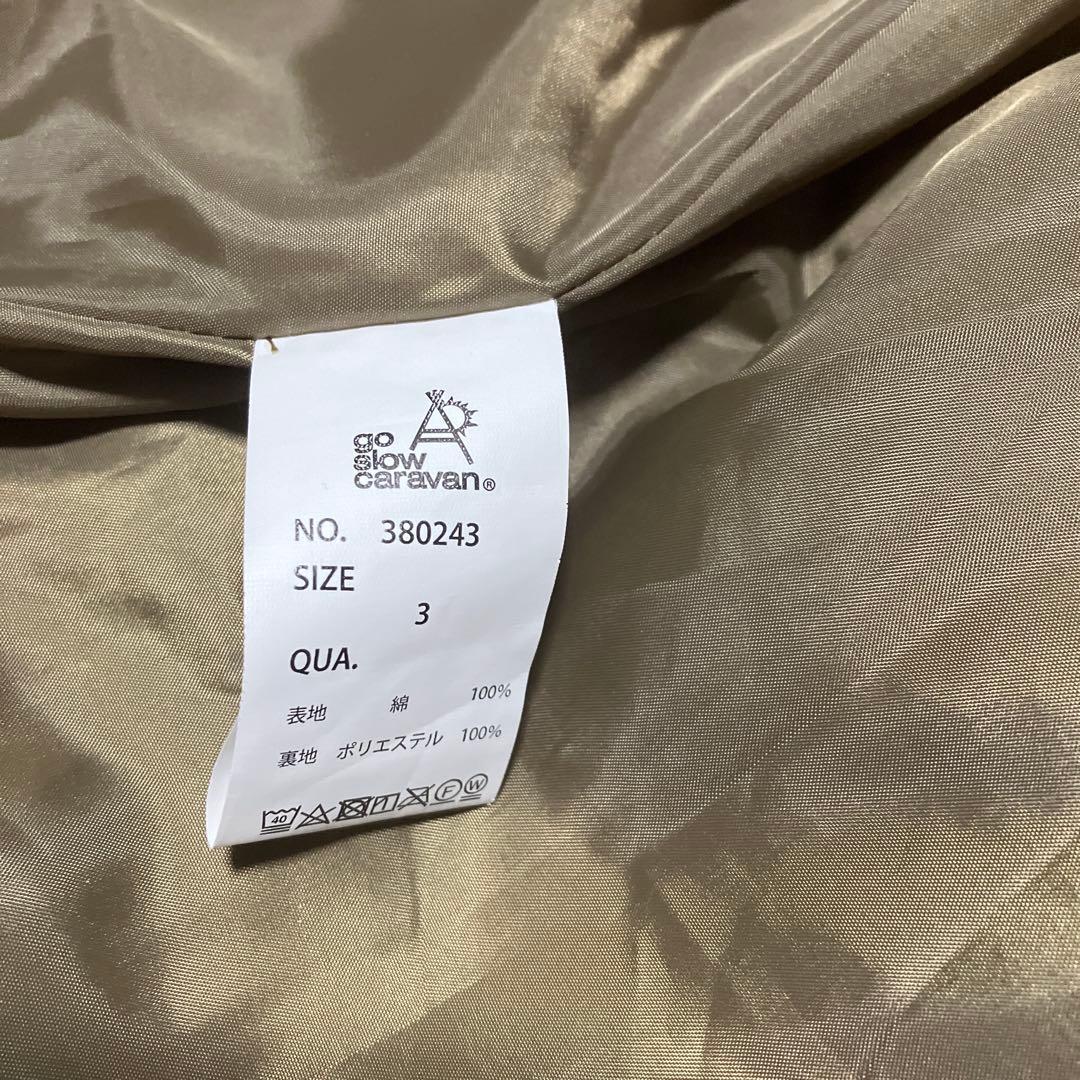 go
slow
caravan®
NO. 380243
SIZE
3
QUA.
表地 綿 100%
裏地 ポリエステル 100%
40 F W